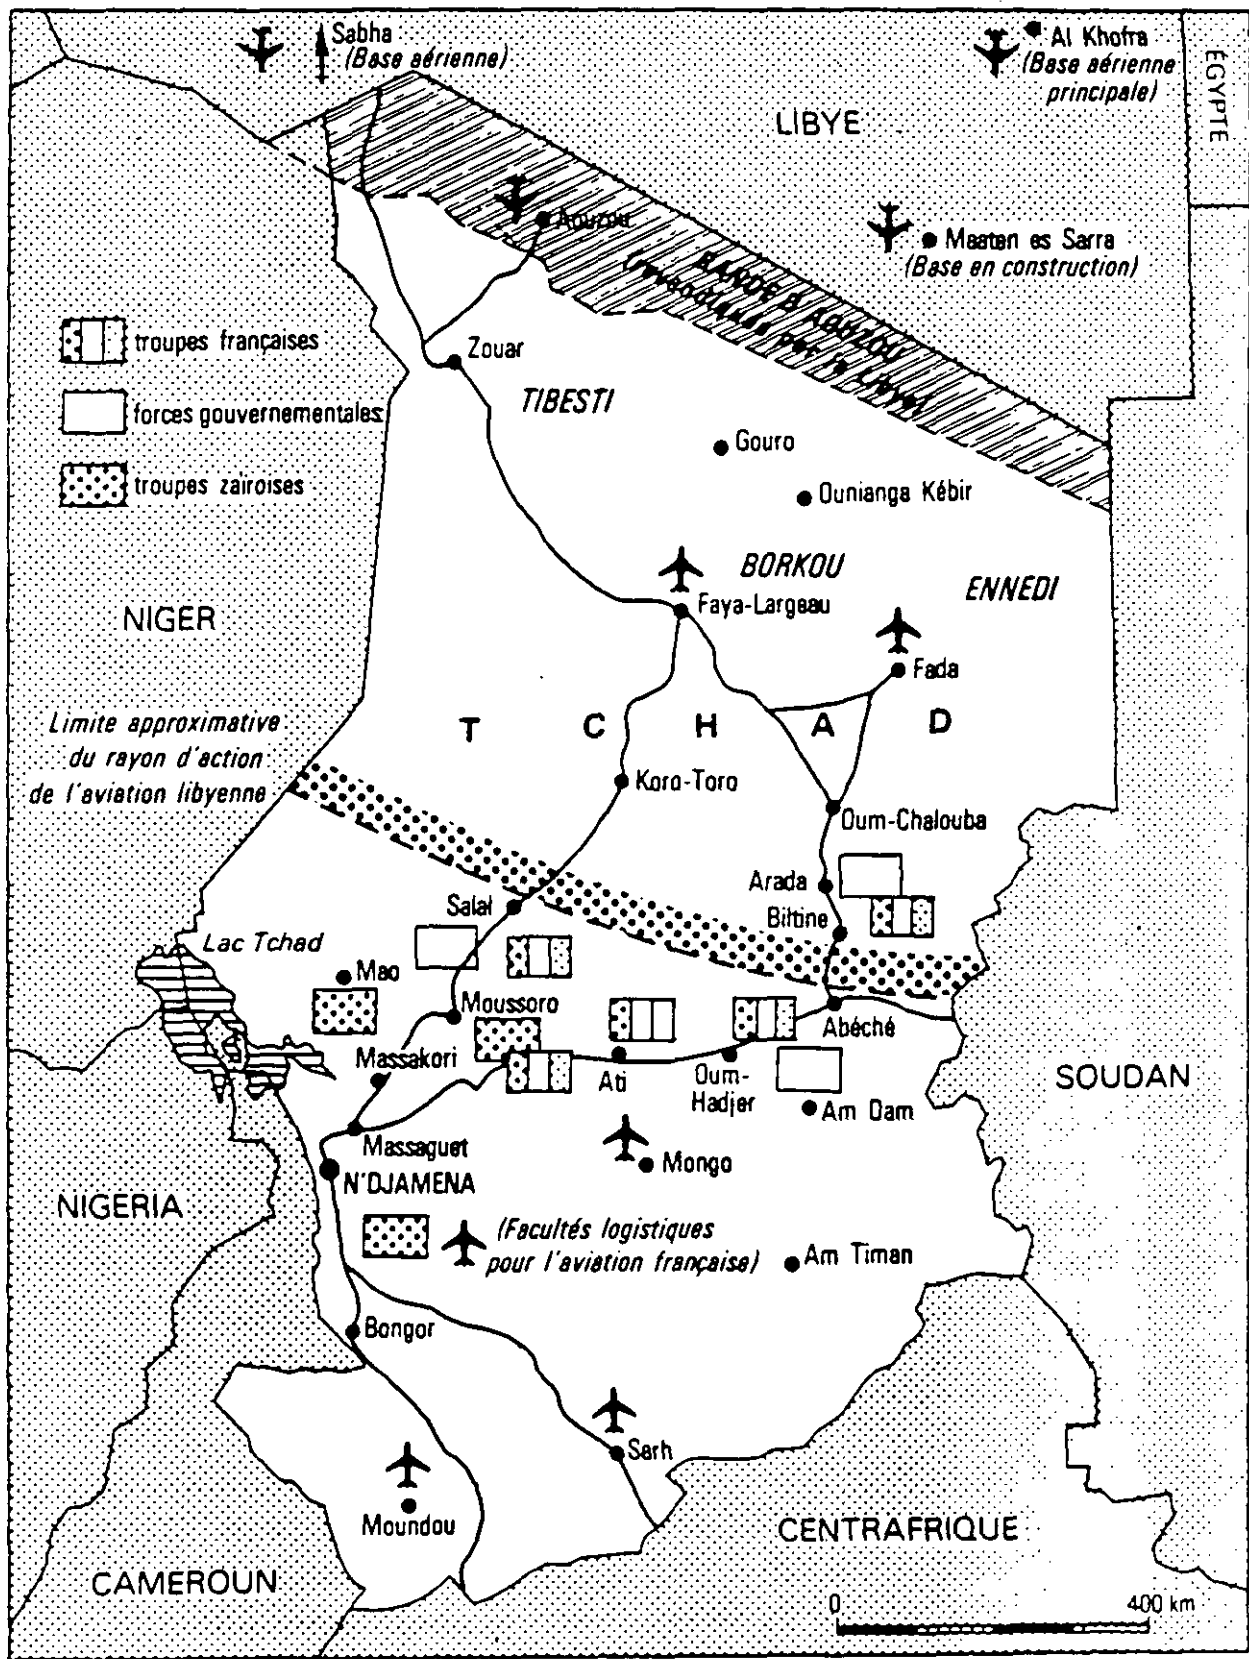 Sabha
(Base aérienne)
Al Khofra
(Base aérienne
principale)
ÉGYPTE
LIBYE
Aouzou
Maaten es Sarra
(Base en construction)
BANDE D'AOUZOU
(revendiquée par la Libye)
troupes françaises
forces gouvernementales
troupes zaïroises
Zouar
TIBESTI
Gouro
Ounianga Kébir
BORKOU
ENNEDI
Faya-Largeau
Fada
NIGER
Limite approximative
du rayon d'action
de l'aviation libyenne
T C H A D
Koro-Toro
Oum-Chalouba
Arada
Biltine
Salal
Lac Tchad
Mao
Moussoro
Abéché
Massakori
Ati
Oum-
Hadjer
Am Dam
SOUDAN
Massaguet
Mongo
N'DJAMENA
NIGERIA
(Facultés logistiques
pour l'aviation française)
Am Timan
Bongor
Sarh
Moundou
CENTRAFRIQUE
CAMEROUN
0 400 km